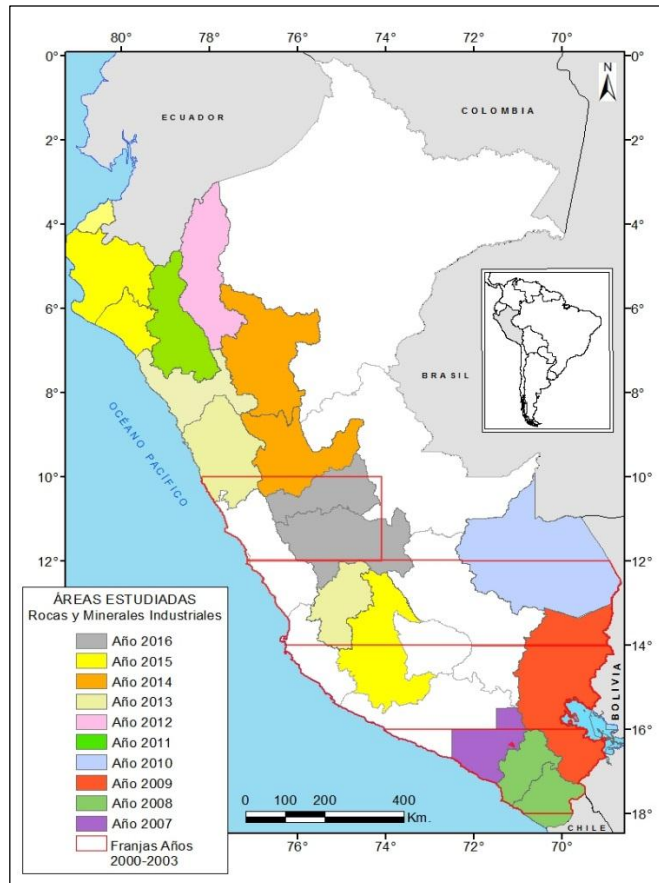 80° 78° 76° 74° 72° 70°
N
0° 0°
ECUADOR
COLOMBIA
2° 2°
4° 4°
6° 6°
BRASIL
8° 8°
OCÉANO PACÍFICO
10° 10°
12° 12°
14° 14°
BOLIVIA
16° 16°
18° 18°
CHILE
ÁREAS ESTUDIADAS
Rocas y Minerales Industriales
Año 2016
Año 2015
Año 2014
Año 2013
Año 2012
Año 2011
Año 2010
Año 2009
Año 2008
Año 2007
Franjas Años
2000-2003
0 100 200 400
Km.
78° 76° 74° 72° 70°